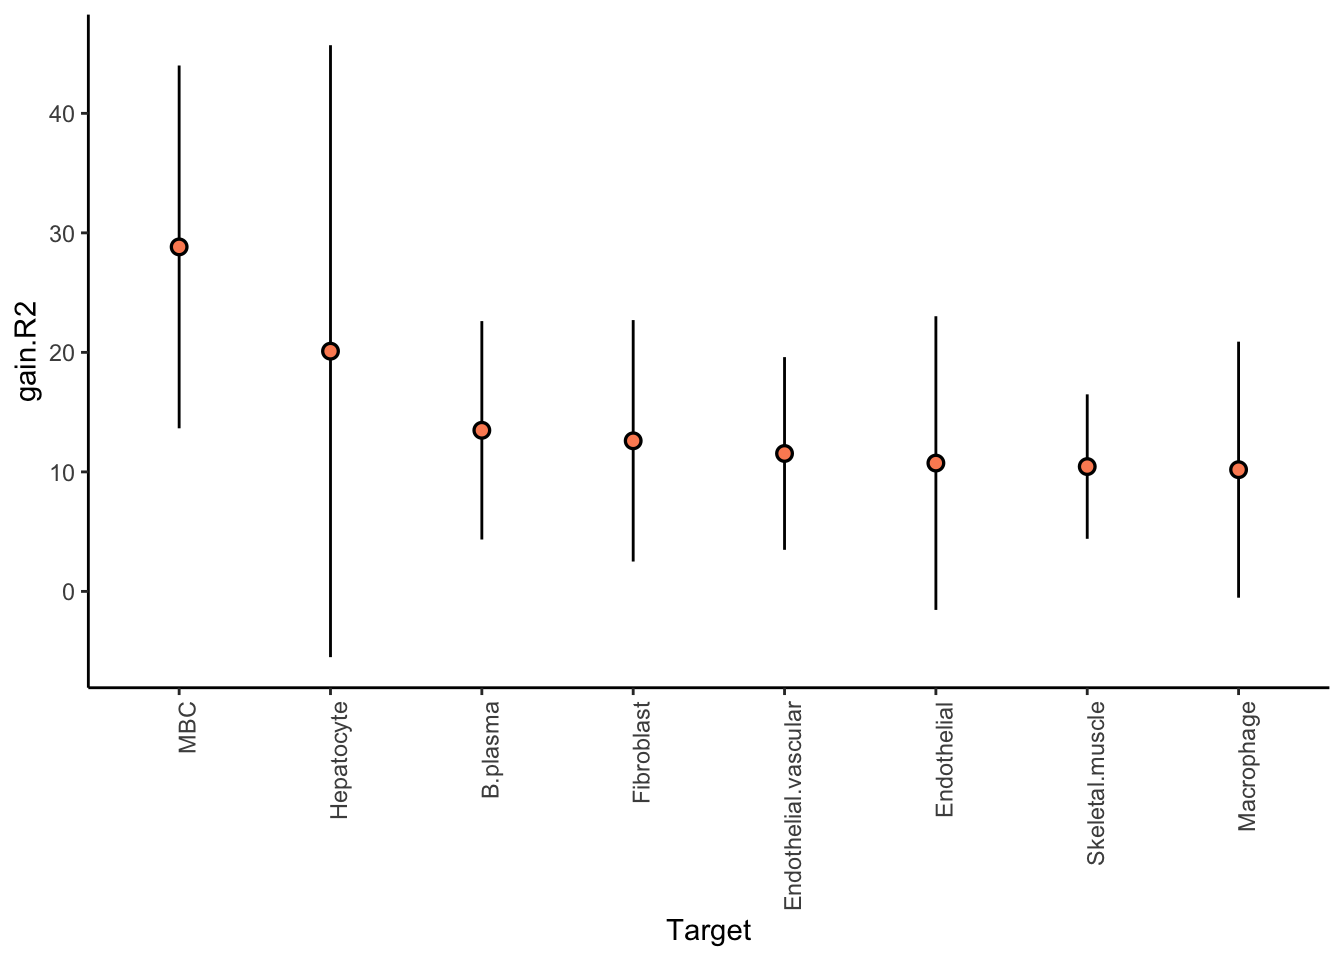 gain.R2
40
30
20
10
0
MBC
Hepatocyte
B.plasma
Fibroblast
Endothelial.vascular
Endothelial
Skeletal.muscle
Macrophage
Target